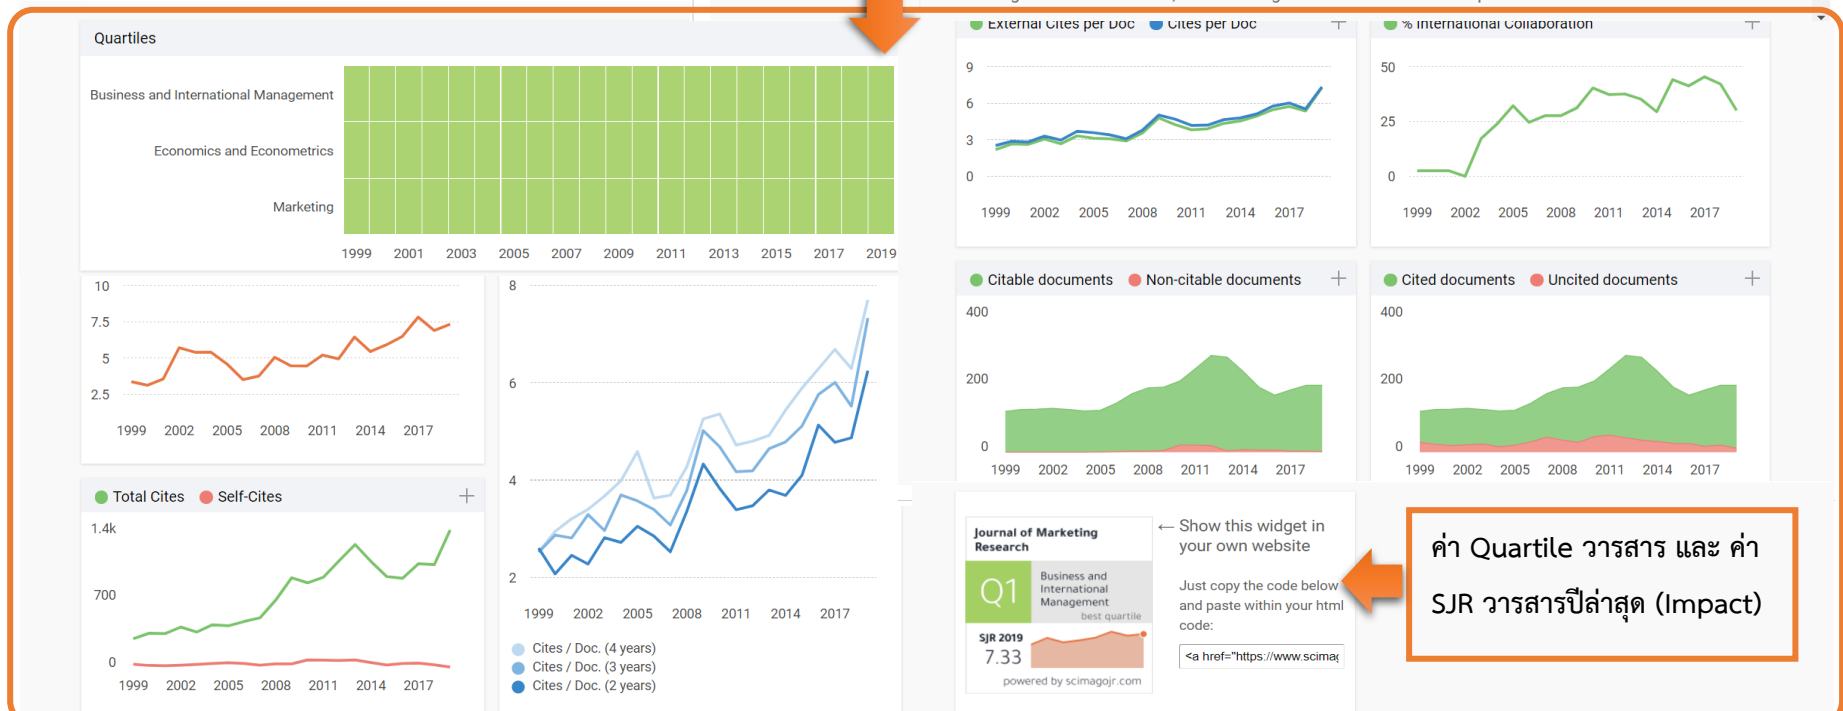 Quartiles
Business and International Management
Economics and Econometrics
Marketing
1999 2001 2003 2005 2007 2009 2011 2013 2015 2017 2019
External Cites per Doc Cites per Doc
9
6
3
0
1999 2002 2005 2008 2011 2014 2017
% International Collaboration
50
25
0
1999 2002 2005 2008 2011 2014 2017
10
7.5
5
2.5
1999 2002 2005 2008 2011 2014 2017
8
6
4
2
1999 2002 2005 2008 2011 2014 2017
Cites / Doc. (4 years)
Cites / Doc. (3 years)
Cites / Doc. (2 years)
Citable documents Non-citable documents
400
200
0
1999 2002 2005 2008 2011 2014 2017
Cited documents Uncited documents
400
200
0
1999 2002 2005 2008 2011 2014 2017
Total Cites Self-Cites
1.4k
700
0
1999 2002 2005 2008 2011 2014 2017
Journal of Marketing
Research
Q1
Business and
International
Management
best quartile
SJR 2019
7.33
powered by scimagojr.com
← Show this widget in
your own website
Just copy the code below
and paste within your html
code:
<a href="https://www.scimag
ค่า Quartile วารสาร และ ค่า
SJR วารสารปีล่าสุด (Impact)